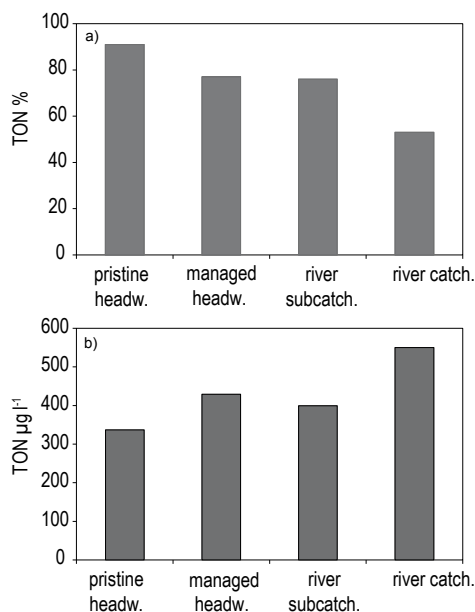 a)
TON %
100
80
60
40
20
0
pristine headw.
managed headw.
river subcatch.
river catch.
b)
TON µg l⁻¹
600
500
400
300
200
100
0
pristine headw.
managed headw.
river subcatch.
river catch.